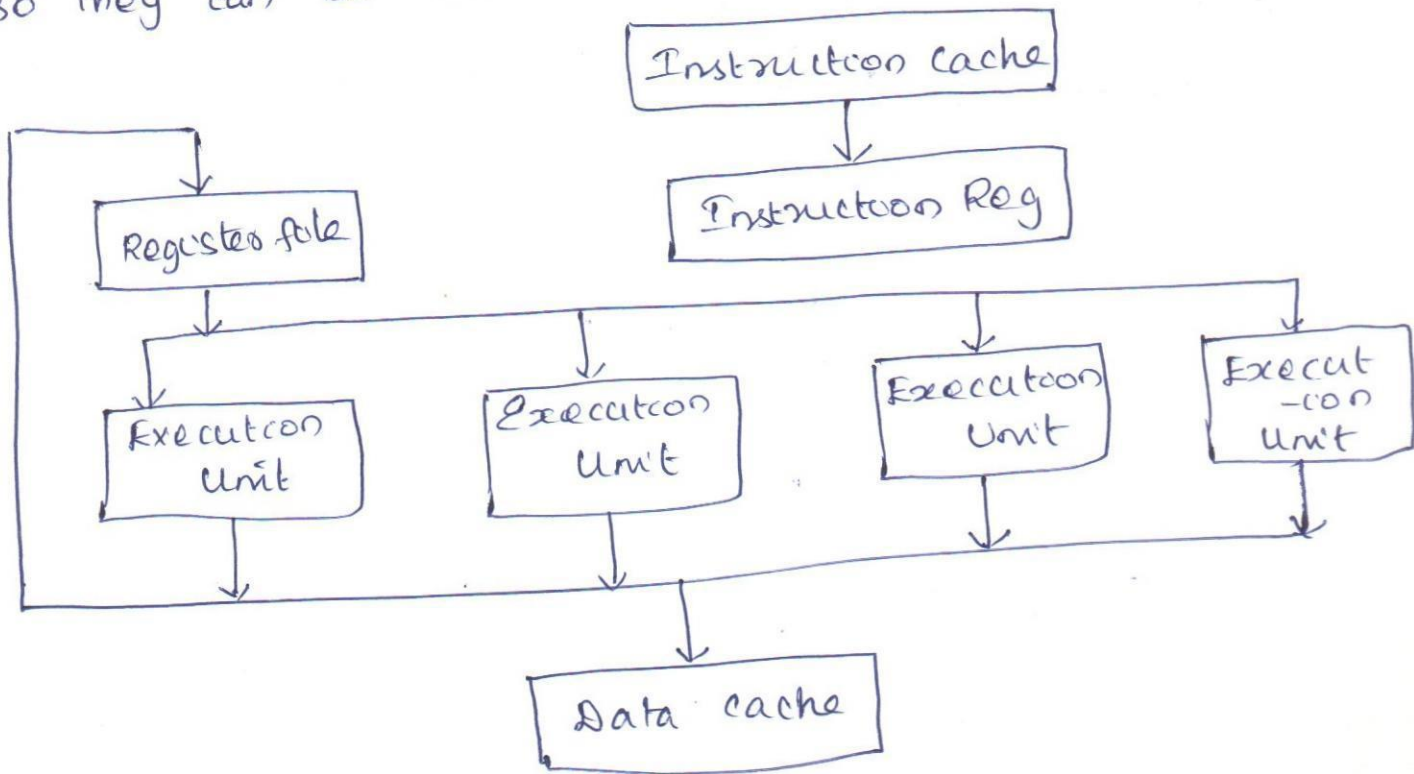 so they can
Instruction Cache
Instruction Reg
Register file
Execution
Unit
Execution
Unit
Execution
Unit
Execut
-ion
Unit
Data cache